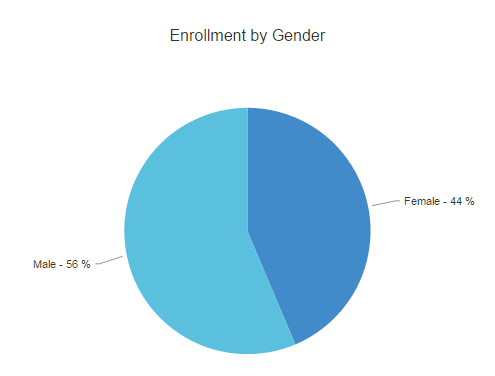 Enrollment by Gender
Female - 44 %
Male - 56 %